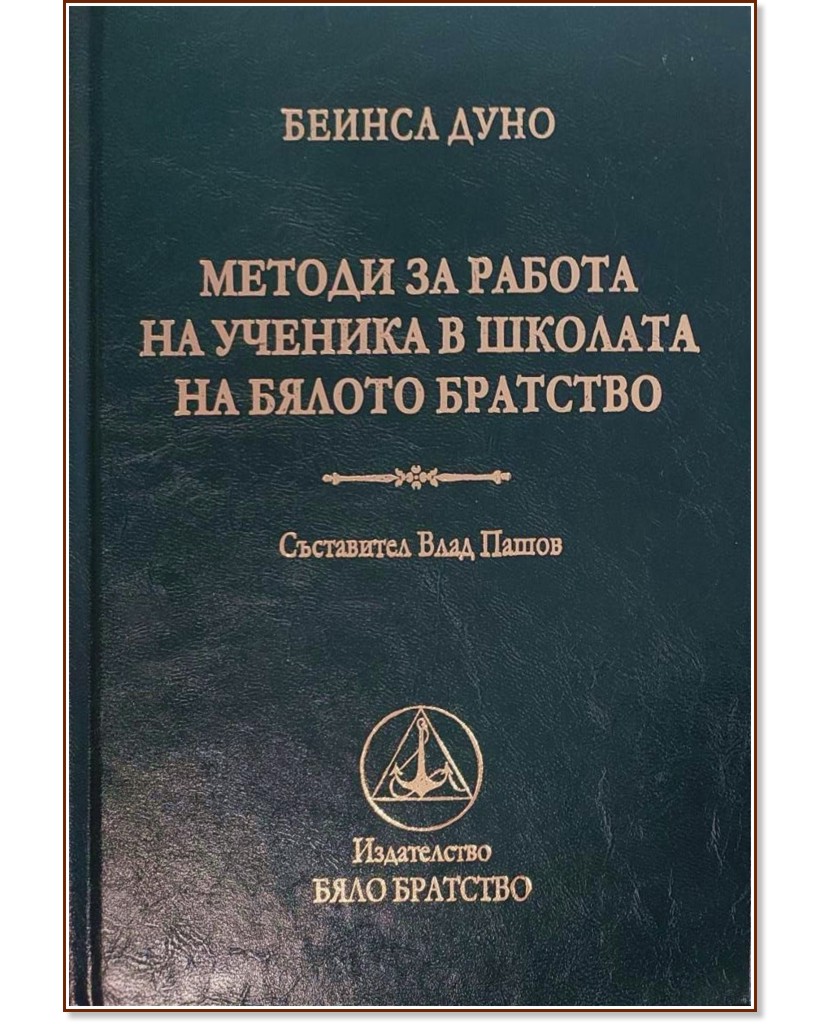 БЕИНСА ДУНО
МЕТОДИ ЗА РАБОТА
НА УЧЕНИКА В ШКОЛАТА
НА БЯЛОТО БРАТСТВО
Съставител Влад Пашов
Издателство
БЯЛО БРАТСТВО